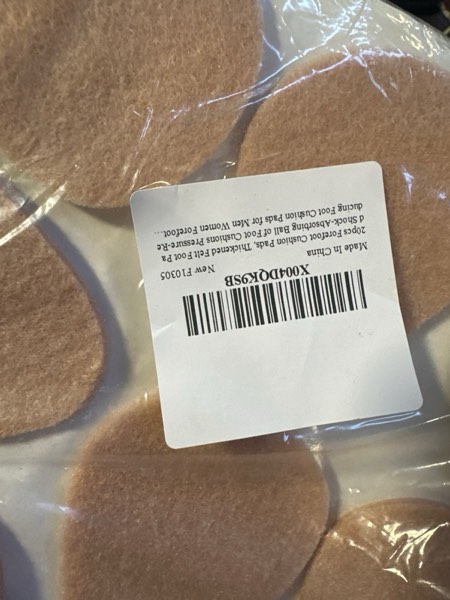 X004DQK9SB
New F10305
Made In China
20pcs Forefoot Cushion Pads, Thickened Felt Foot Pa
d Shock-Absorbing Ball of Foot Cushions Pressure-Re
ducing Foot Cushion Pads for Men Women Forefoot...